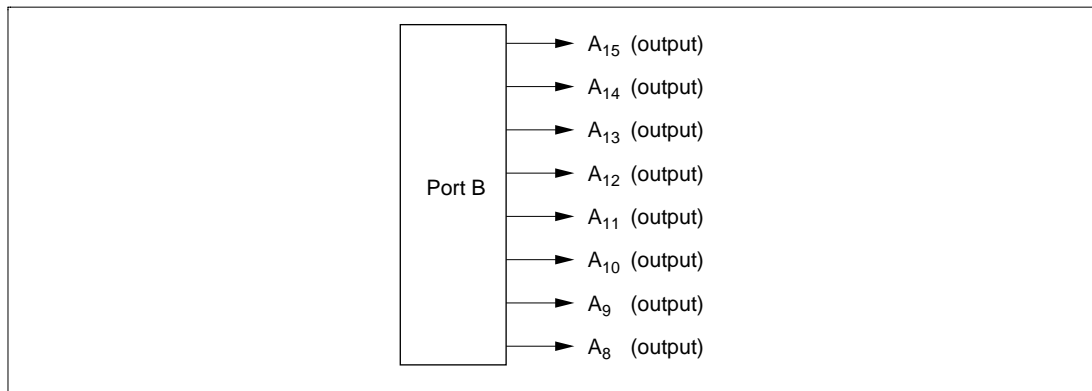 A15 (output)
A14 (output)
A13 (output)
A12 (output)
Port B
A11 (output)
A10 (output)
A9 (output)
A8 (output)